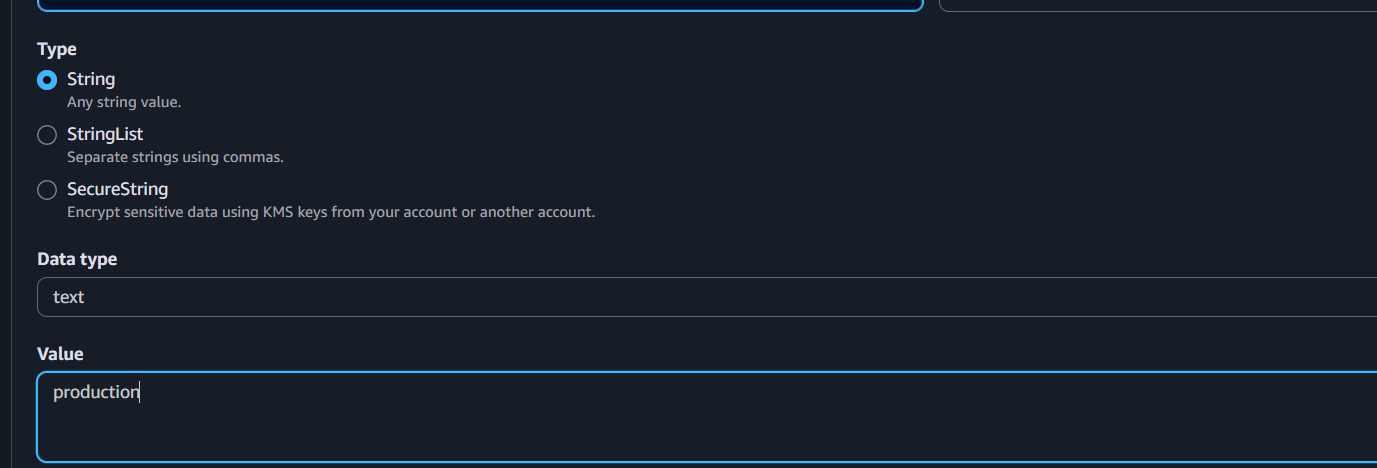 Type
String
Any string value.
StringList
Separate strings using commas.
SecureString
Encrypt sensitive data using KMS keys from your account or another account.
Data type
text
Value
production